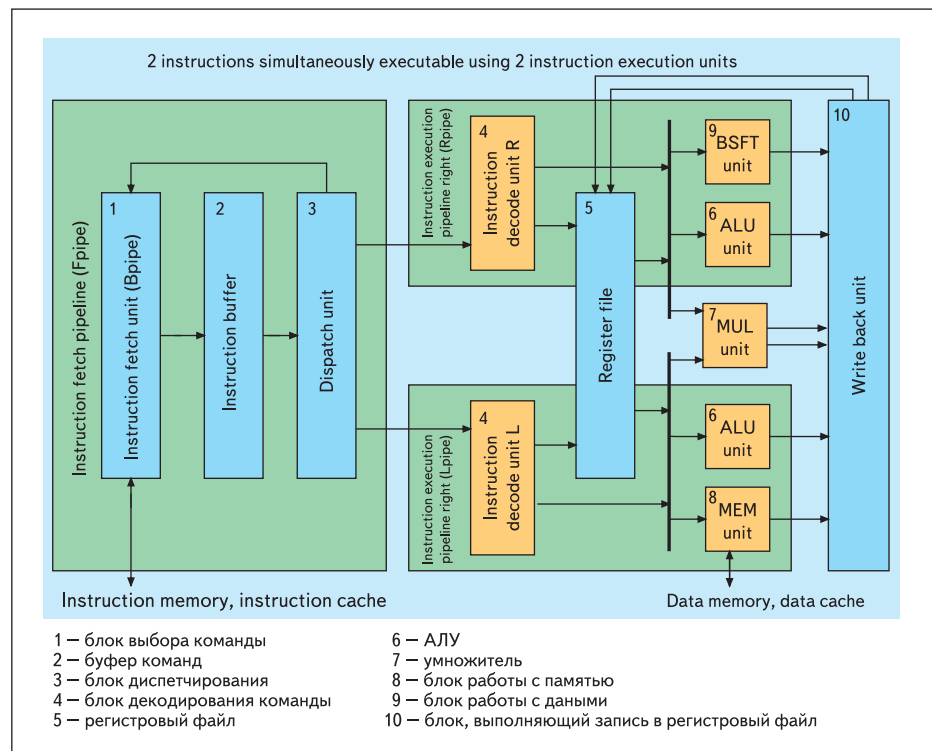 2 instructions simultaneously executable using 2 instruction execution units
Instruction fetch pipeline (Fpipe)
1
Instruction fetch unit (Bpipe)
2
Instruction buffer
3
Dispatch unit
Instruction execution
pipeline right (Rpipe)
4
Instruction
decode unit R
5
Register file
9
BSFT
unit
6
ALU
unit
7
MUL
unit
10
Write back unit
Instruction execution
pipeline right (Lpipe)
4
Instruction
decode unit L
6
ALU
unit
8
MEM
unit
Instruction memory, instruction cache
Data memory, data cache
1 — блок выбора команды
2 — буфер команд
3 — блок диспетчирования
4 — блок декодирования команды
5 — регистровый файл
6 — АЛУ
7 — умножитель
8 — блок работы с памятью
9 — блок работы с даными
10 — блок, выполняющий запись в регистровый файл